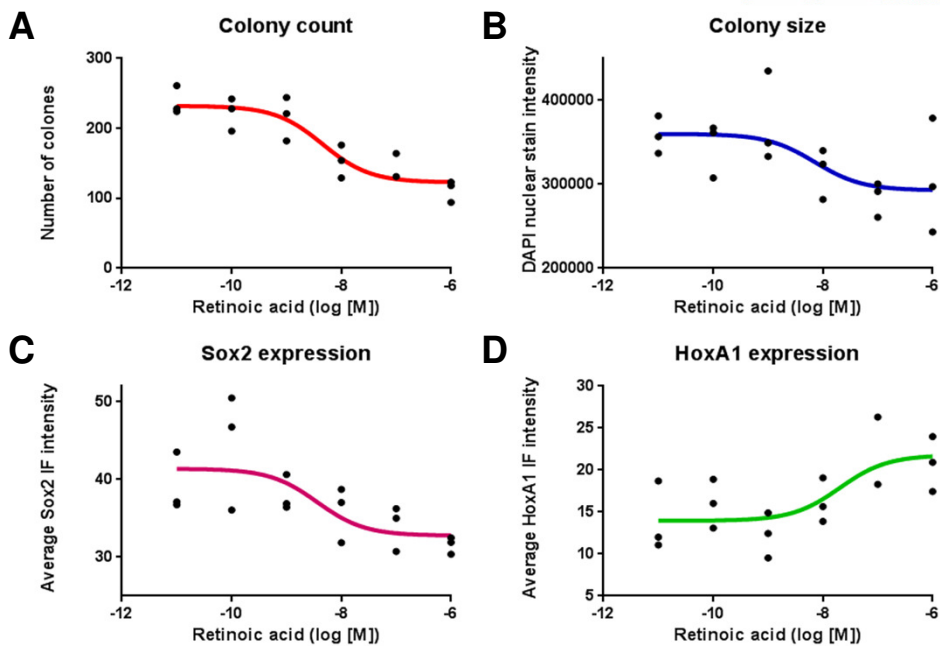 A
Colony count
Number of colones
300
200
100
0
-12
-10
-8
-6
Retinoic acid (log [M])
B
Colony size
DAPI nuclear stain intensity
400000
300000
200000
-12
-10
-8
-6
Retinoic acid (log [M])
C
Sox2 expression
Average Sox2 IF intensity
50
40
30
-12
-10
-8
-6
Retinoic acid (log [M])
D
HoxA1 expression
Average HoxA1 IF intensity
30
25
20
15
10
5
-12
-10
-8
-6
Retinoic acid (log [M])